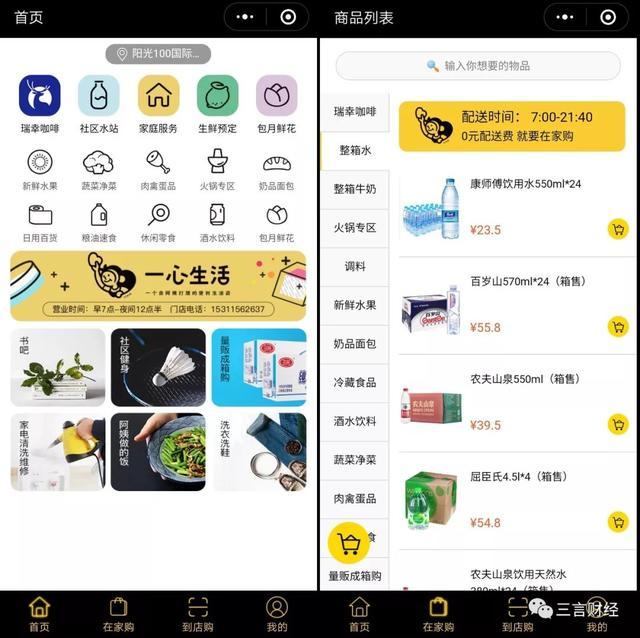 首页
阳光100国际...
瑞幸咖啡
社区水站
家庭服务
生鲜预定
包月鲜花
新鲜水果
蔬菜净菜
肉禽蛋品
火锅专区
奶品面包
日用百货
粮油速食
休闲零食
酒水饮料
包月鲜花
一心生活
一个由阿姨打理的便利生活店
营业时间：早7点-夜间12点半 门店电话：15311562637
书吧
社区健身
量贩成箱购
家电清洗维修
阿姨做的饭
洗衣洗鞋
首页
在家购
到店购
我的
商品列表
输入你想要的物品
瑞幸咖啡
整箱水
整箱牛奶
火锅专区
调料
新鲜水果
奶品面包
冷藏食品
酒水饮料
蔬菜净菜
肉禽蛋品
食
量贩成箱购
配送时间： 7:00-21:40
0元配送费 就要在家购
康师傅饮用水550ml*24
¥23.5
百岁山570ml*24（箱售）
¥55.8
农夫山泉550ml（箱售）
¥39.5
屈臣氏4.5l*4（箱售）
¥54.8
农夫山泉饮用天然水
380ml*24（箱售）
首页
在家购
到店购
我的
三言财经